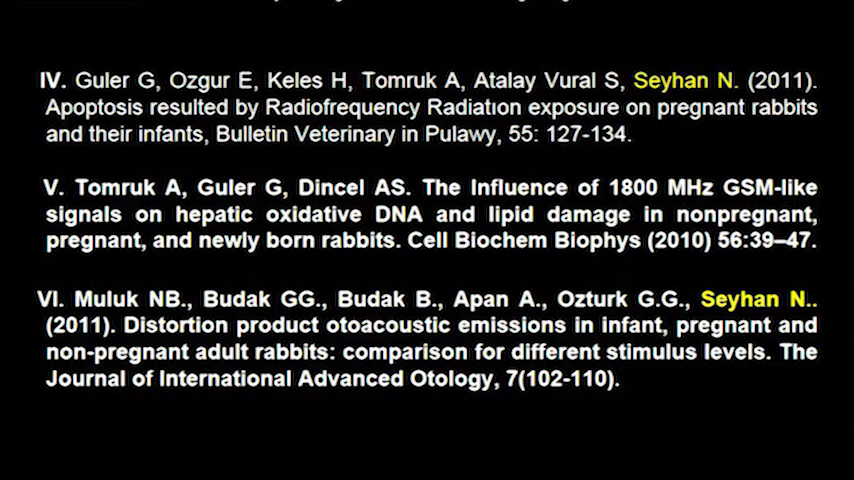 IV. Guler G, Ozgur E, Keles H, Tomruk A, Atalay Vural S, Seyhan N. (2011).
Apoptosis resulted by Radiofrequency Radiatıon exposure on pregnant rabbits
and their infants, Bulletin Veterinary in Pulawy, 55: 127-134.
V. Tomruk A, Guler G, Dincel AS. The Influence of 1800 MHz GSM-like
signals on hepatic oxidative DNA and lipid damage in nonpregnant,
pregnant, and newly born rabbits. Cell Biochem Biophys (2010) 56:39–47.
VI. Muluk NB., Budak GG., Budak B., Apan A., Ozturk G.G., Seyhan N..
(2011). Distortion product otoacoustic emissions in infant, pregnant and
non-pregnant adult rabbits: comparison for different stimulus levels. The
Journal of International Advanced Otology, 7(102-110).